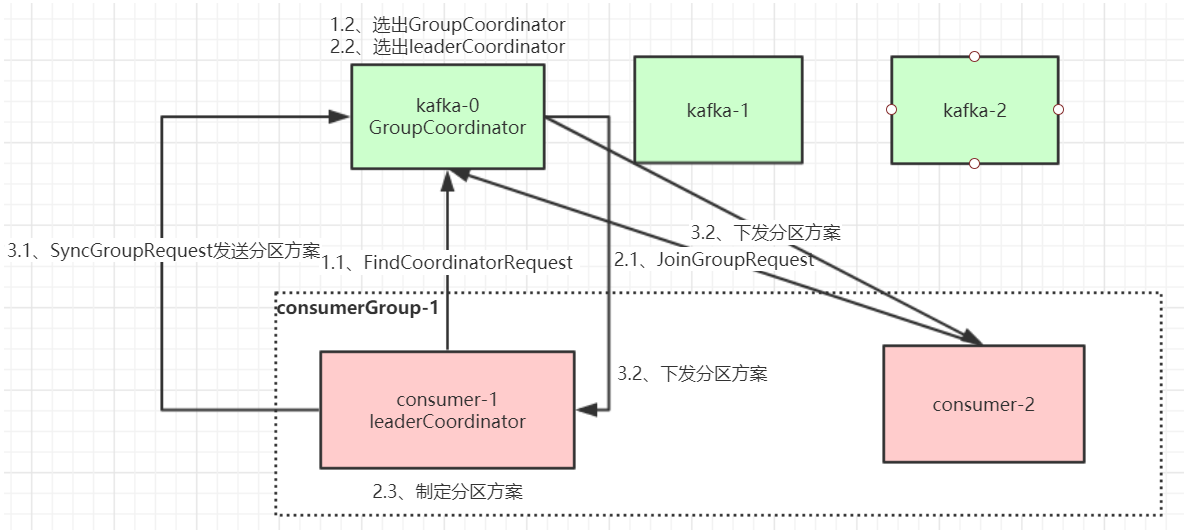 1.2、选出GroupCoordinator
2.2、选出leaderCoordinator
kafka-0
GroupCoordinator
kafka-1
kafka-2
3.2、下发分区方案
3.1、SyncGroupRequest发送分区方案
1.1、FindCoordinatorRequest
2.1、JoinGroupRequest
consumerGroup-1
3.2、下发分区方案
consumer-1
leaderCoordinator
consumer-2
2.3、制定分区方案